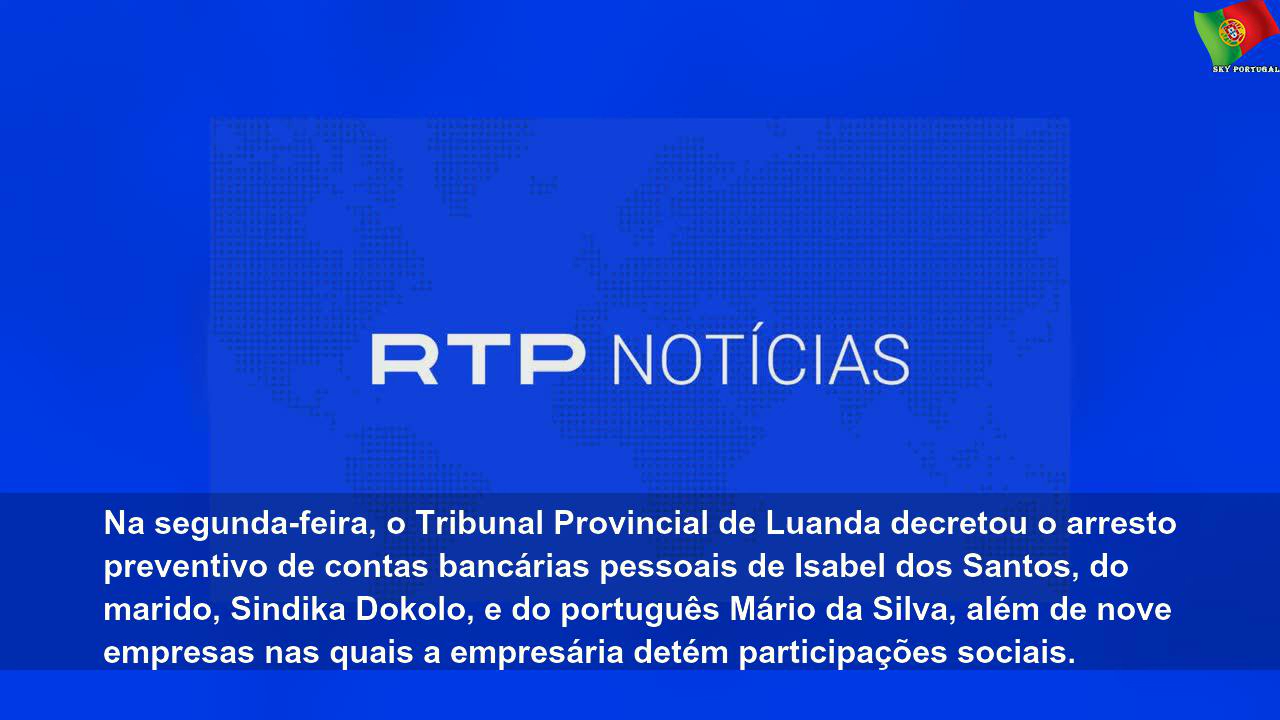 SKY PORTUGAL
RTP NOTÍCIAS
Na segunda-feira, o Tribunal Provincial de Luanda decretou o arresto
preventivo de contas bancárias pessoais de Isabel dos Santos, do
marido, Sindika Dokolo, e do português Mário da Silva, além de nove
empresas nas quais a empresária detém participações sociais.